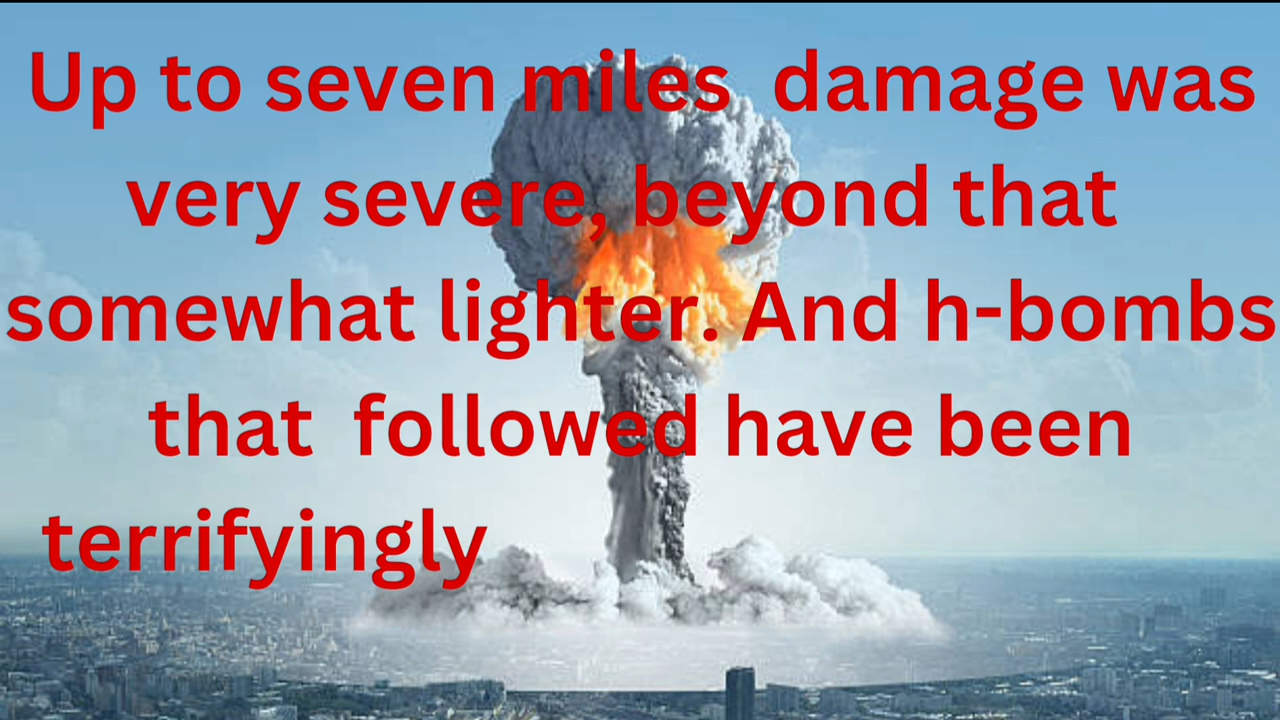 Up to seven miles  damage was
very severe, beyond that
somewhat lighter. And h-bombs
that  followed have been
terrifyingly